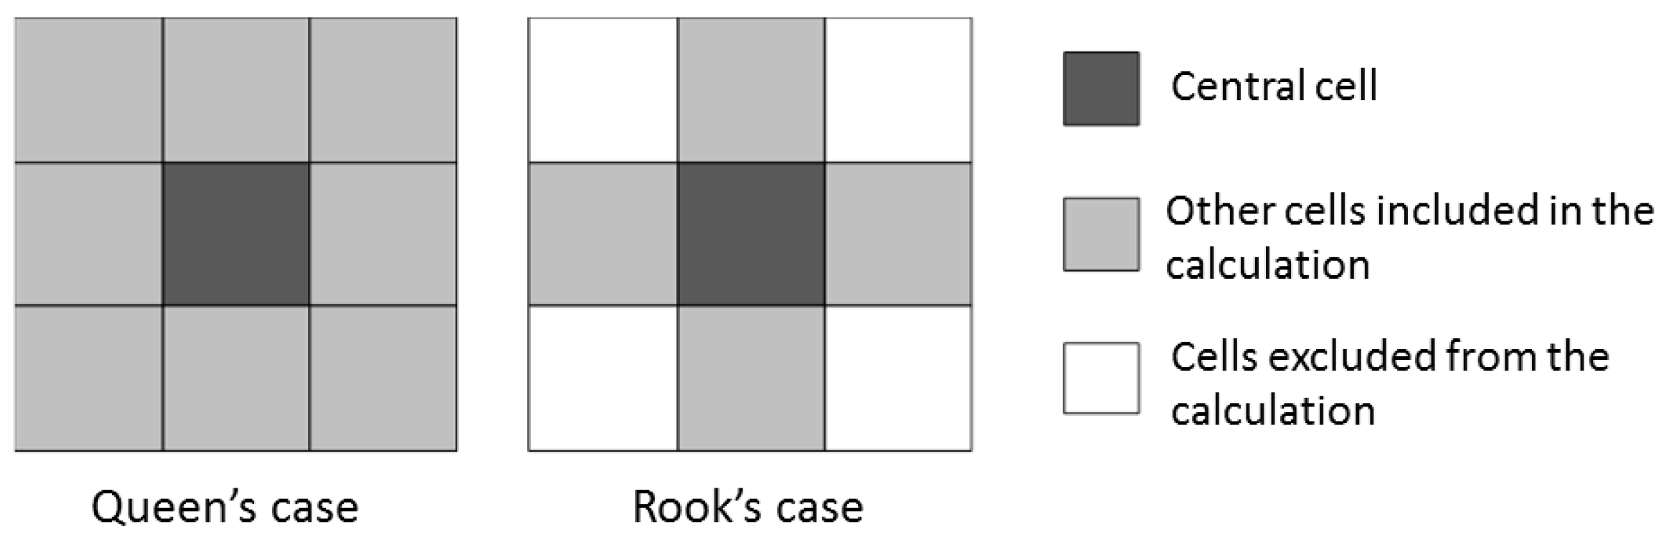 Central cell
Other cells included in the
calculation
Cells excluded from the
calculation
Queen’s case
Rook’s case